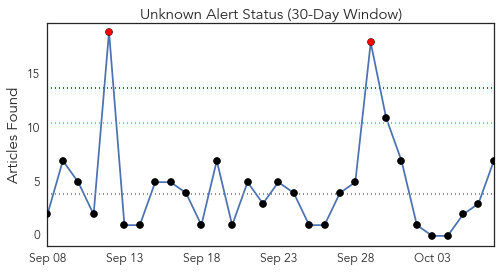 Unknown Alert Status (30-Day Window)
Articles Found
15
10
5
0
Sep 08
Sep 13
Sep 18
Sep 23
Sep 28
Oct 03